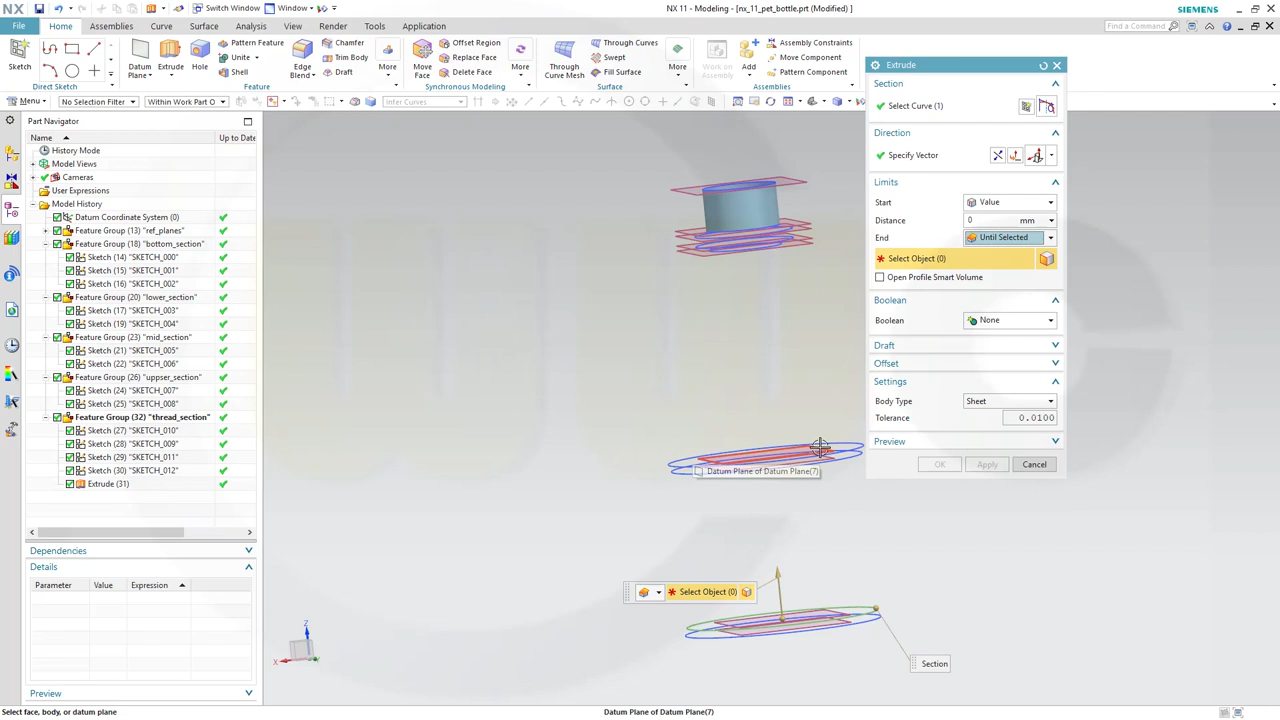 NX 11
Switch Window
Window
NX 11 - Modeling - [nx_11_pet_bottle.prt (Modified) ]
SIEMENS
File
Home
Assemblies
Curve
Surface
Analysis
View
Render
Tools
Application
Find a Command
Sketch
Direct Sketch
Datum Plane
Extrude
Hole
Pattern Feature
Unite
Shell
Edge Blend
Chamfer
Trim Body
Draft
More
Feature
Move Face
Offset Region
Replace Face
Delete Face
More
Synchronous Modeling
Through Curve Mesh
Through Curves
Swept
Fill Surface
More
Surface
Work on Assembly
Add
Assembly Constraints
Move Component
Pattern Component
Assemblies
Menu
No Selection Filter
Within Work Part O
Infer Curves
Part Navigator
Name
Up to Date
History Mode
Model Views
Cameras
User Expressions
Model History
Datum Coordinate System (0)
Feature Group (13) "ref_planes"
Feature Group (18) "bottom_section"
Sketch (14) "SKETCH_000"
Sketch (15) "SKETCH_001"
Sketch (16) "SKETCH_002"
Feature Group (20) "lower_section"
Sketch (17) "SKETCH_003"
Sketch (19) "SKETCH_004"
Feature Group (23) "mid_section"
Sketch (21) "SKETCH_005"
Sketch (22) "SKETCH_006"
Feature Group (26) "uppser_section"
Sketch (24) "SKETCH_007"
Sketch (25) "SKETCH_008"
Feature Group (32) "thread_section"
Sketch (27) "SKETCH_010"
Sketch (28) "SKETCH_009"
Sketch (29) "SKETCH_011"
Sketch (30) "SKETCH_012"
Extrude (31)
Dependencies
Details
Parameter
Value
Expression
Preview
Extrude
Section
Select Curve (1)
Direction
Specify Vector
Limits
Start
Value
Distance
0
mm
End
Until Selected
Select Object (0)
Open Profile Smart Volume
Boolean
Boolean
None
Draft
Offset
Settings
Body Type
Sheet
Tolerance
0.0100
Preview
OK
Apply
Cancel
Datum Plane of Datum Plane(7)
Select Object (0)
Section
X
Z
Select face, body, or datum plane
Datum Plane of Datum Plane(7)